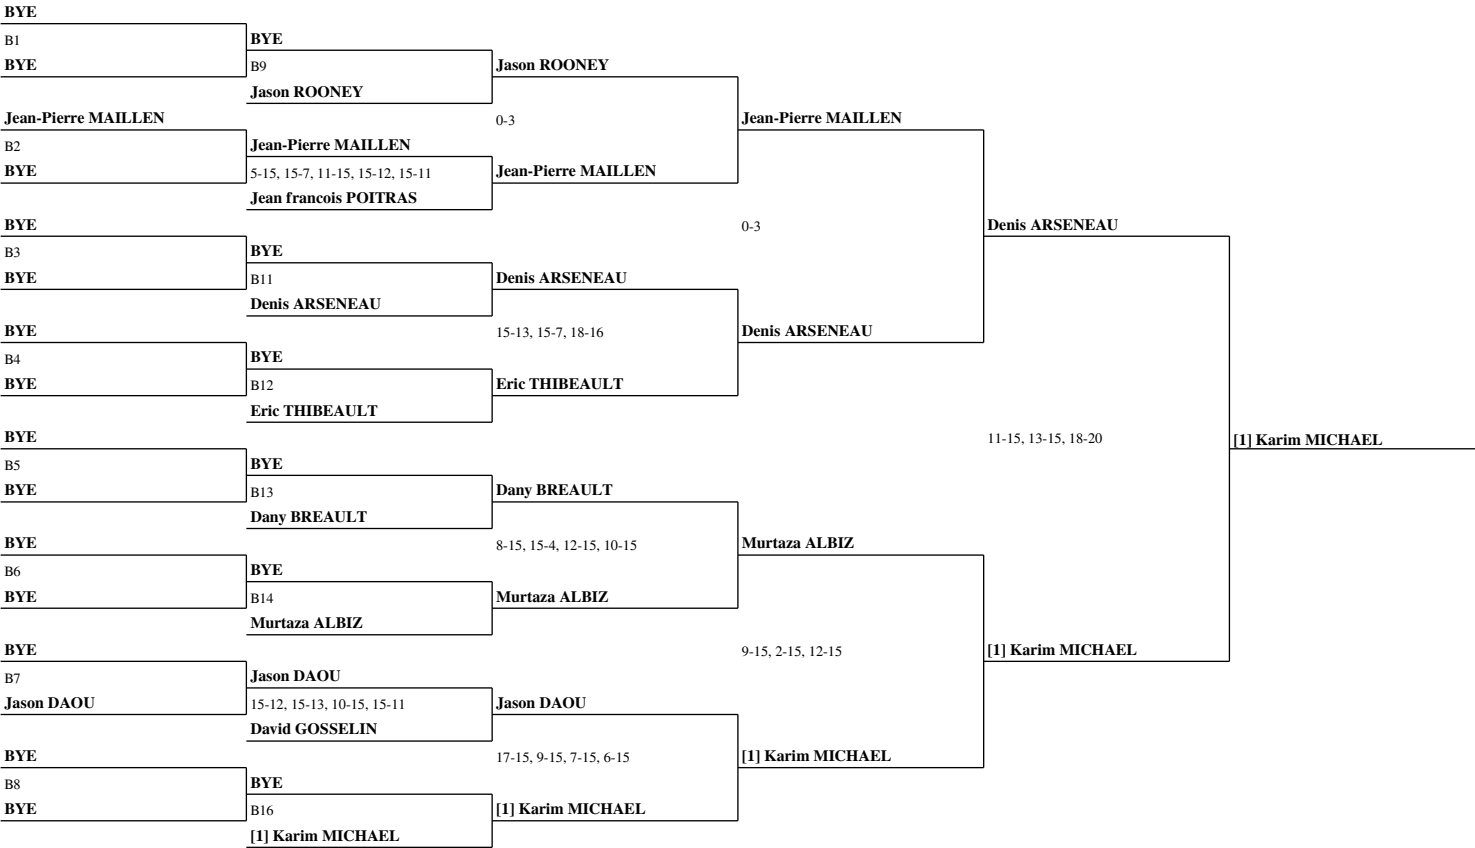 BYE
B1
BYE
BYE
B9
Jason ROONEY
Jason ROONEY
0-3
Jean-Pierre MAILLEN
B2
BYE
Jean-Pierre MAILLEN
5-15, 15-7, 11-15, 15-12, 15-11
Jean francois POITRAS
Jean-Pierre MAILLEN
Jean-Pierre MAILLEN
0-3
BYE
B3
BYE
BYE
B11
Denis ARSENEAU
Denis ARSENEAU
15-13, 15-7, 18-16
BYE
B4
BYE
BYE
B12
Eric THIBEAULT
Eric THIBEAULT
Denis ARSENEAU
Denis ARSENEAU
11-15, 13-15, 18-20
BYE
B5
BYE
BYE
B13
Dany BREAULT
Dany BREAULT
8-15, 15-4, 12-15, 10-15
BYE
B6
BYE
BYE
B14
Murtaza ALBIZ
Murtaza ALBIZ
Murtaza ALBIZ
9-15, 2-15, 12-15
BYE
B7
Jason DAOU
Jason DAOU
15-12, 15-13, 10-15, 15-11
David GOSSELIN
Jason DAOU
17-15, 9-15, 7-15, 6-15
BYE
B8
BYE
BYE
B16
[1] Karim MICHAEL
[1] Karim MICHAEL
[1] Karim MICHAEL
[1] Karim MICHAEL
[1] Karim MICHAEL